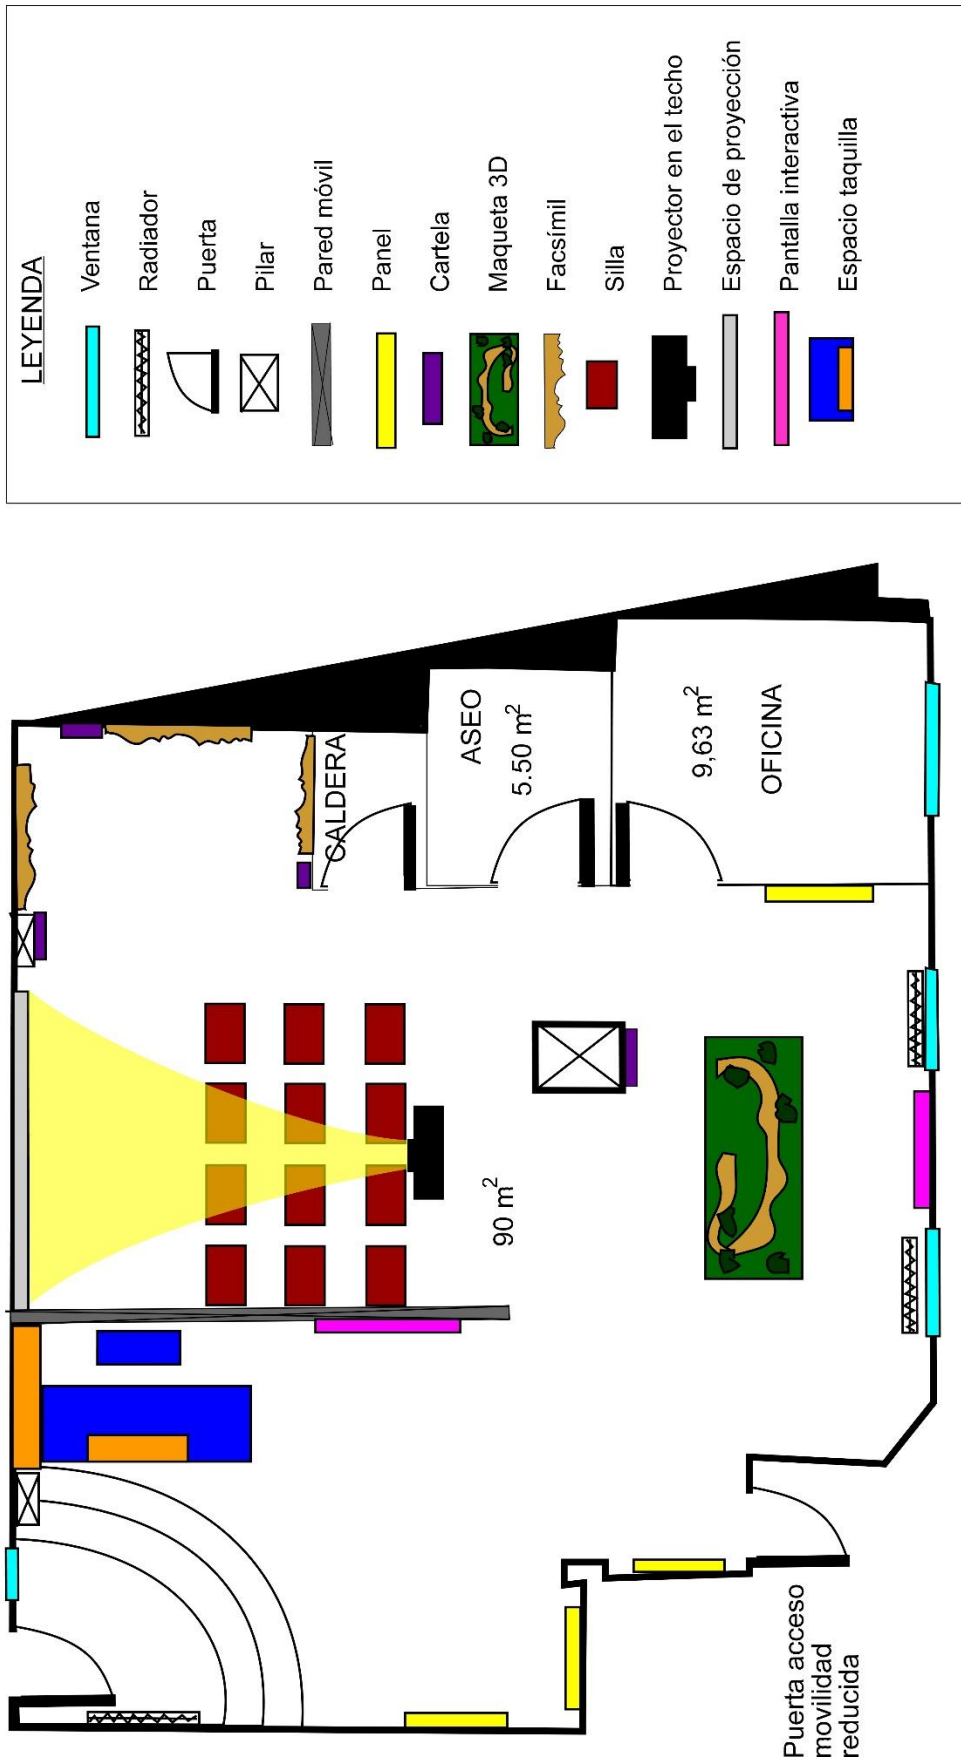 LEYENDA
Ventana
Radiador
Puerta
Pilar
Pared móvil
Panel
Cartela
Maqueta 3D
Facsímil
Silla
Proyector en el techo
Espacio de proyección
Pantalla interactiva
Espacio taquilla
CALDERA
ASEO
5.50 m²
9,63 m²
OFICINA
90 m²
Puerta acceso
movilidad
reducida